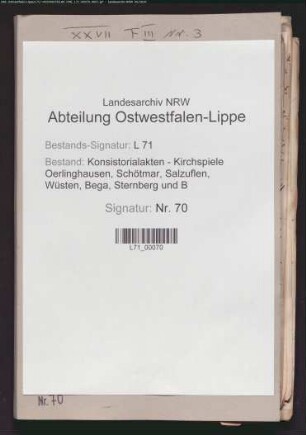 XXVII F III Nr. 3
Landesarchiv NRW
Abteilung Ostwestfalen-Lippe
Bestands-Signatur: L 71
Bestand: Konsistorialakten - Kirchspiele
Oerlinghausen, Schötmar, Salzuflen,
Wüsten, Bega, Sternberg und B
Signatur: Nr. 70
L71_00070
Nr. 70